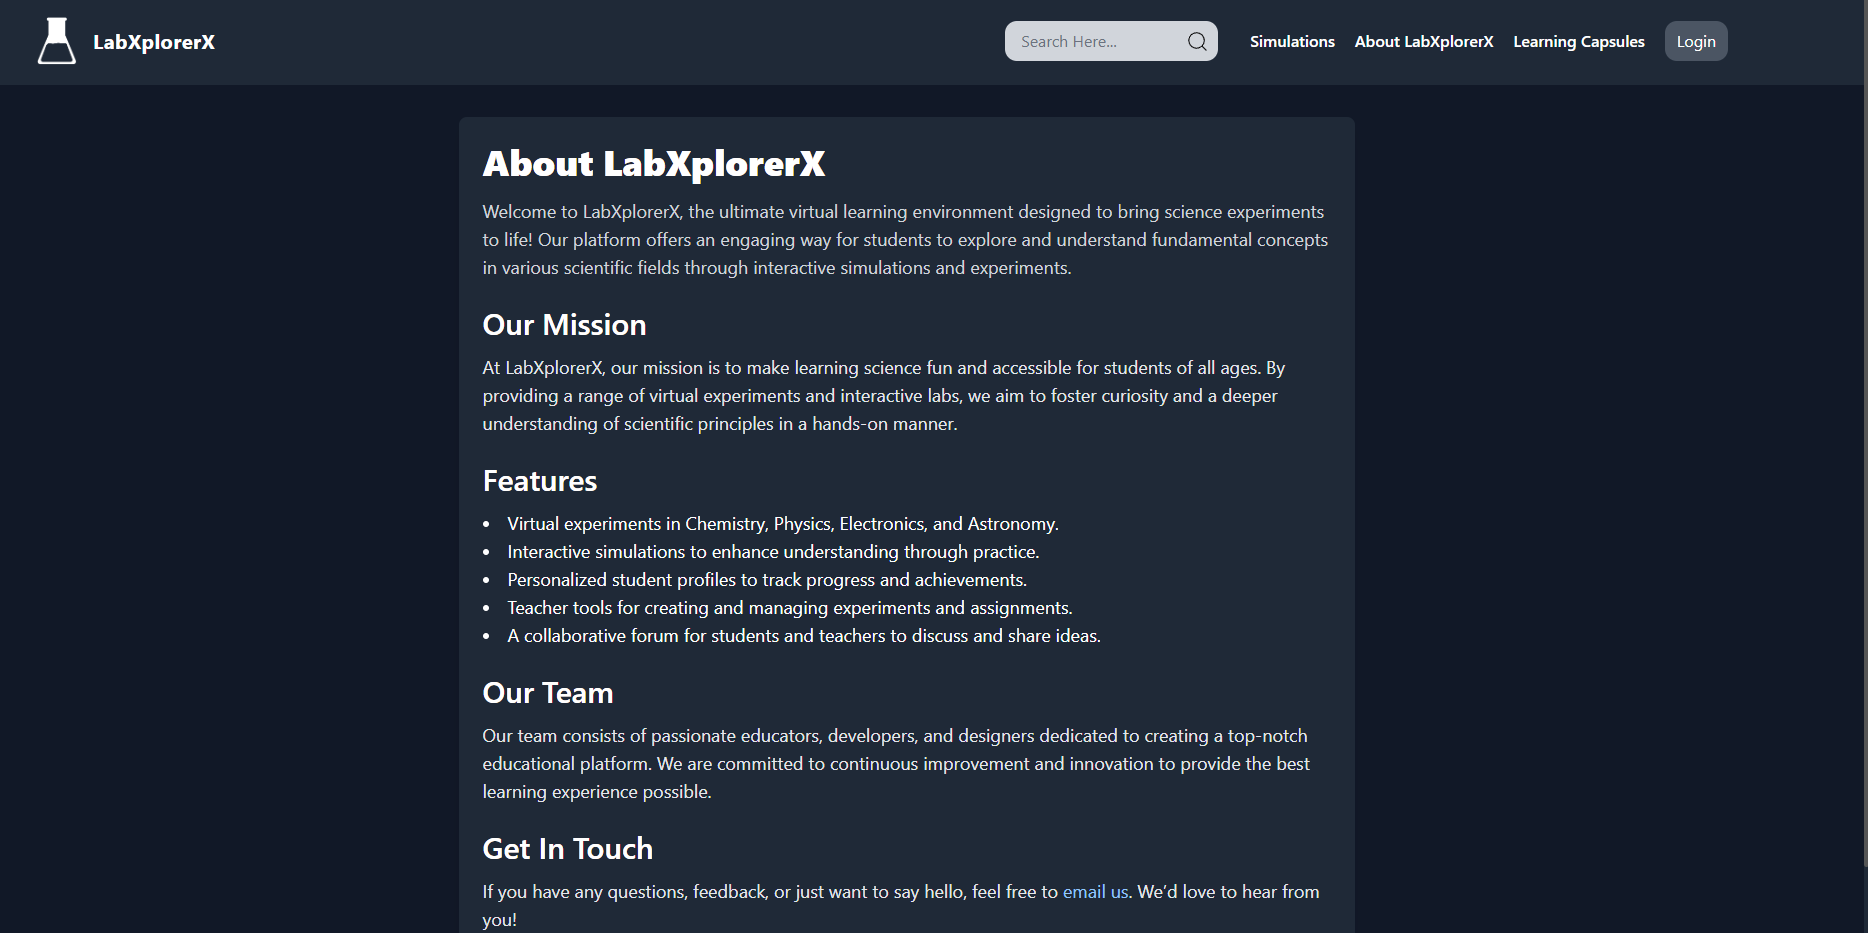 LabXplorerX
Search Here...
Simulations
About LabXplorerX
Learning Capsules
Login
About LabXplorerX
Welcome to LabXplorerX, the ultimate virtual learning environment designed to bring science experiments
to life! Our platform offers an engaging way for students to explore and understand fundamental concepts
in various scientific fields through interactive simulations and experiments.
Our Mission
At LabXplorerX, our mission is to make learning science fun and accessible for students of all ages. By
providing a range of virtual experiments and interactive labs, we aim to foster curiosity and a deeper
understanding of scientific principles in a hands-on manner.
Features
• Virtual experiments in Chemistry, Physics, Electronics, and Astronomy.
• Interactive simulations to enhance understanding through practice.
• Personalized student profiles to track progress and achievements.
• Teacher tools for creating and managing experiments and assignments.
• A collaborative forum for students and teachers to discuss and share ideas.
Our Team
Our team consists of passionate educators, developers, and designers dedicated to creating a top-notch
educational platform. We are committed to continuous improvement and innovation to provide the best
learning experience possible.
Get In Touch
If you have any questions, feedback, or just want to say hello, feel free to email us. We’d love to hear from
you!